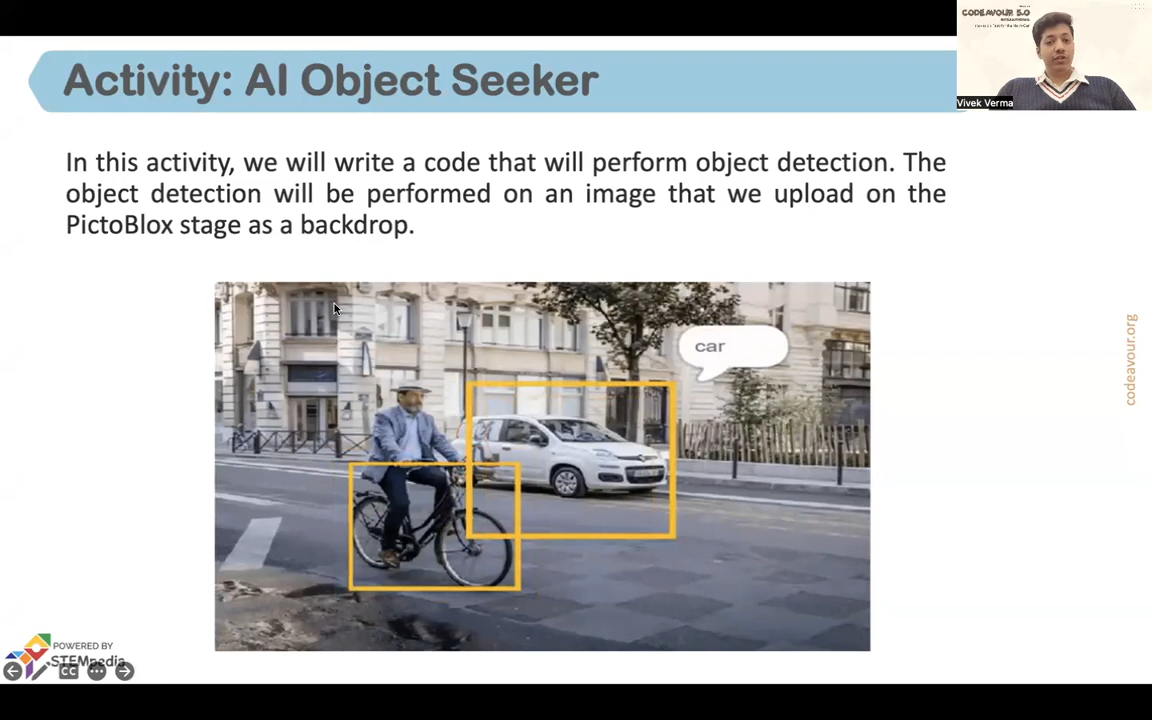 CODEAVOUR 5.0
INTERNATIONAL
Vivek Verma
Activity: AI Object Seeker
In this activity, we will write a code that will perform object detection. The
object detection will be performed on an image that we upload on the
PictoBlox stage as a backdrop.
car
codeavour.org
POWERED BY
STEMpedia
CC